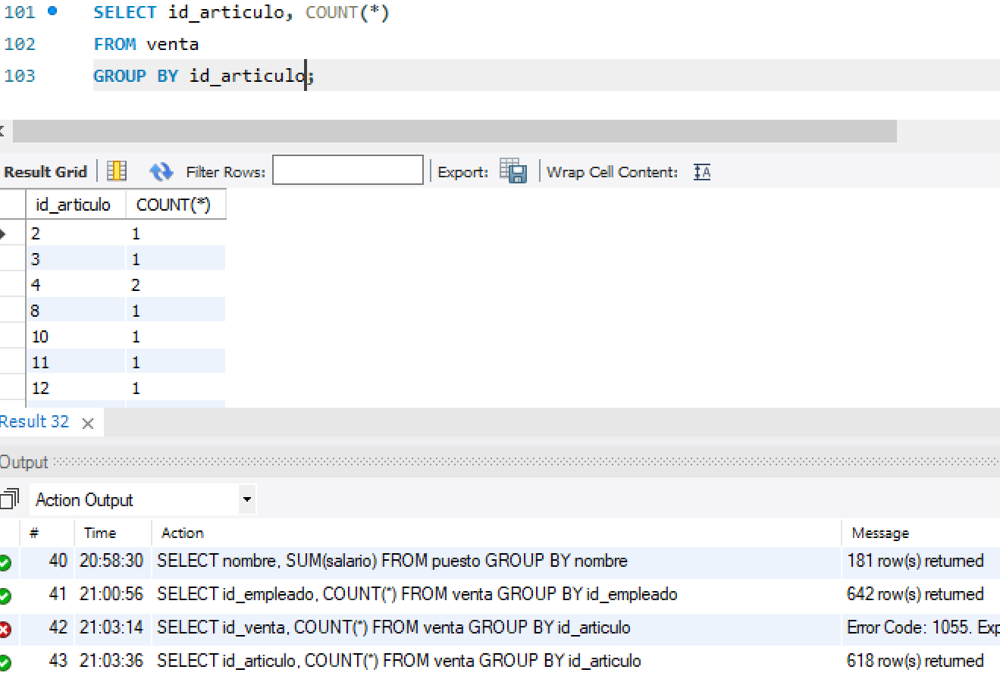 101 SELECT id_articulo, COUNT(*)
102 FROM venta
103 GROUP BY id_articulo;
Result Grid Filter Rows: Export: Wrap Cell Content:
id_articulo COUNT(*)
2 1
3 1
4 2
8 1
10 1
11 1
12 1
Result 32
Output
Action Output
# Time Action Message
40 20:58:30 SELECT nombre, SUM(salario) FROM puesto GROUP BY nombre 181 row(s) returned
41 21:00:56 SELECT id_empleado, COUNT(*) FROM venta GROUP BY id_empleado 642 row(s) returned
42 21:03:14 SELECT id_venta, COUNT(*) FROM venta GROUP BY id_articulo Error Code: 1055. Exp
43 21:03:36 SELECT id_articulo, COUNT(*) FROM venta GROUP BY id_articulo 618 row(s) returned